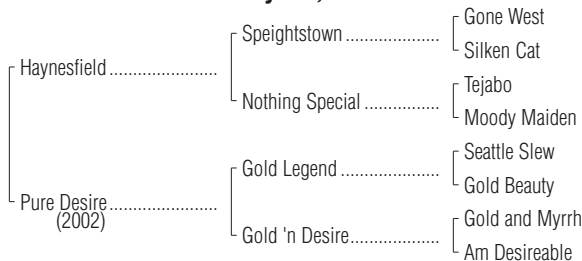 Gone West
Speightstown ..................
Silken Cat
Haynesfield .....................
Tejabo
Nothing Special ...............
Moody Maiden
Seattle Slew
Gold Legend ...................
Gold Beauty
Pure Desire .....................
(2002)
Gold and Myrrh
Gold 'n Desire .................
Am Desireable